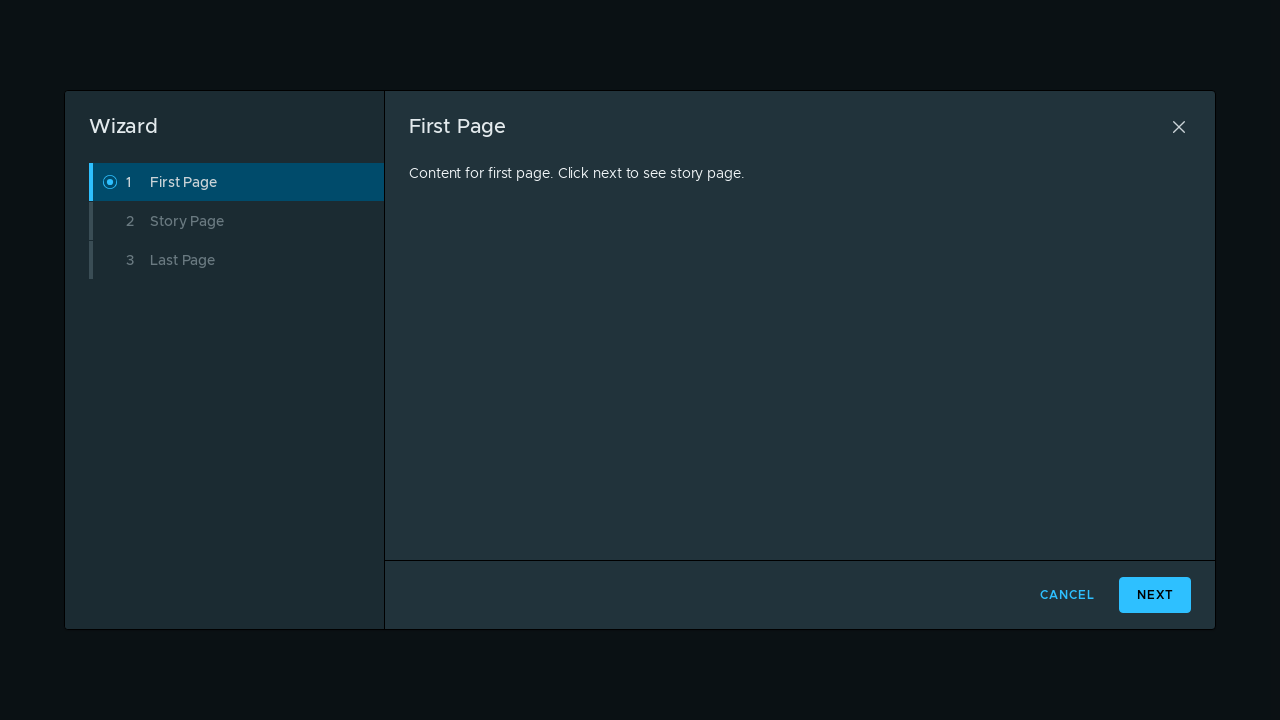 Wizard
1 First Page
2 Story Page
3 Last Page
First Page
Content for first page. Click next to see story page.
CANCEL
NEXT